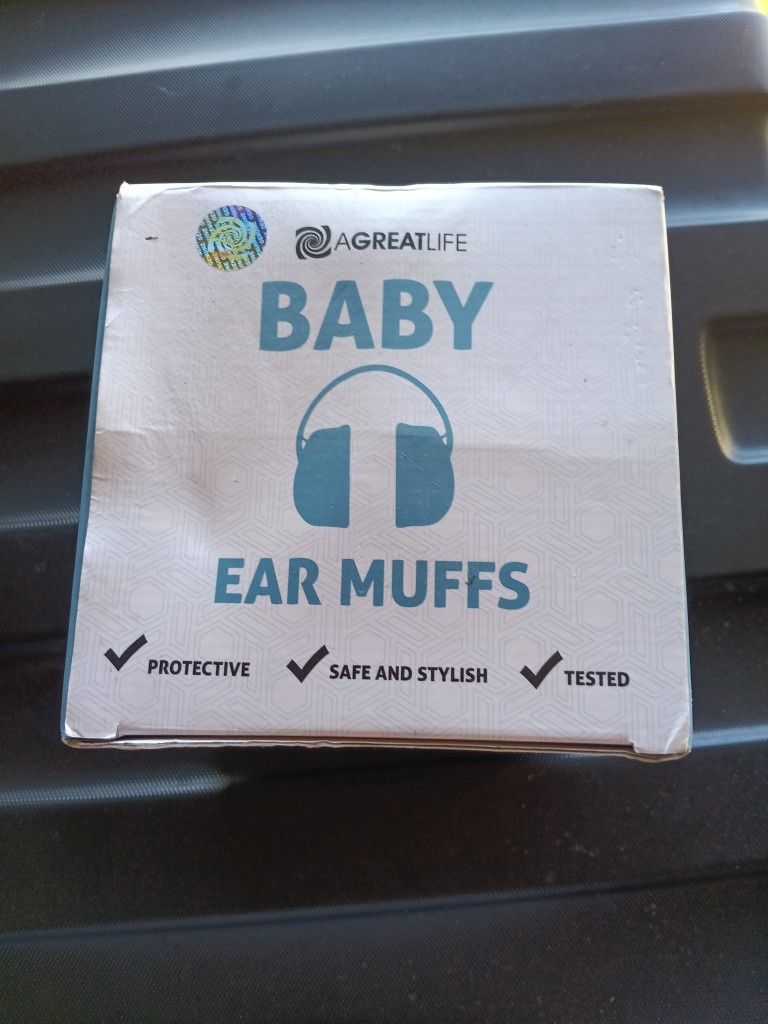 AGREATLIFE
BABY
EAR MUFFS
PROTECTIVE
SAFE AND STYLISH
TESTED